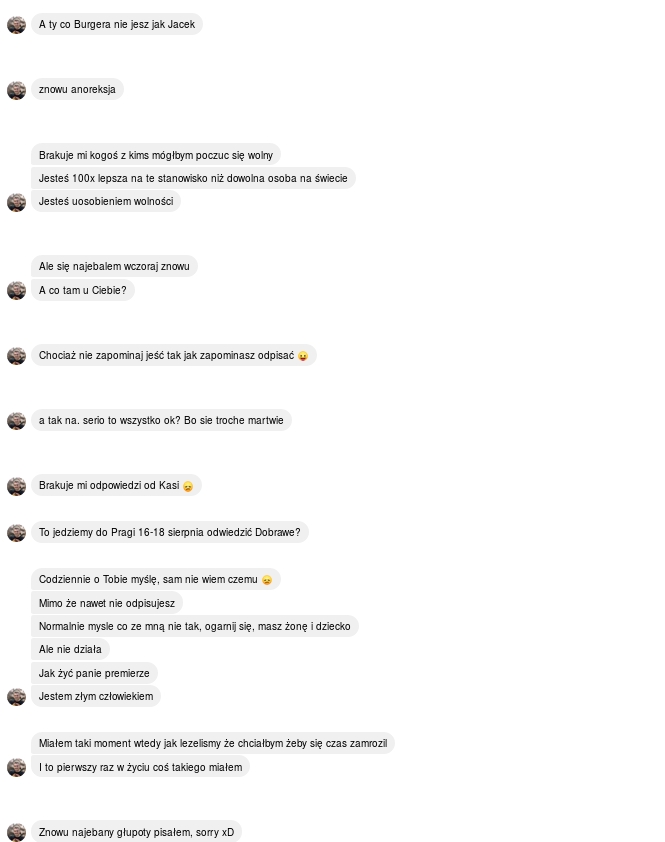 A ty co Burgera nie jesz jak Jacek
znowu anoreksja
Brakuje mi kogoś z kims mógłbym poczuc się wolny
Jesteś 100x lepsza na te stanowisko niż dowolna osoba na świecie
Jesteś uosobieniem wolności
Ale się najebalem wczoraj znowu
A co tam u Ciebie?
Chociaż nie zapominaj jeść tak jak zapominasz odpisać 😛
a tak na. serio to wszystko ok? Bo sie troche martwie
Brakuje mi odpowiedzi od Kasi 😞
To jedziemy do Pragi 16-18 sierpnia odwiedzić Dobrawe?
Codziennie o Tobie myślę, sam nie wiem czemu 😞
Mimo że nawet nie odpisujesz
Normalnie mysle co ze mną nie tak, ogarnij się, masz żonę i dziecko
Ale nie działa
Jak żyć panie premierze
Jestem złym człowiekiem
Miałem taki moment wtedy jak lezelismy że chciałbym żeby się czas zamrozil
I to pierwszy raz w życiu coś takiego miałem
Znowu najebany głupoty pisałem, sorry xD